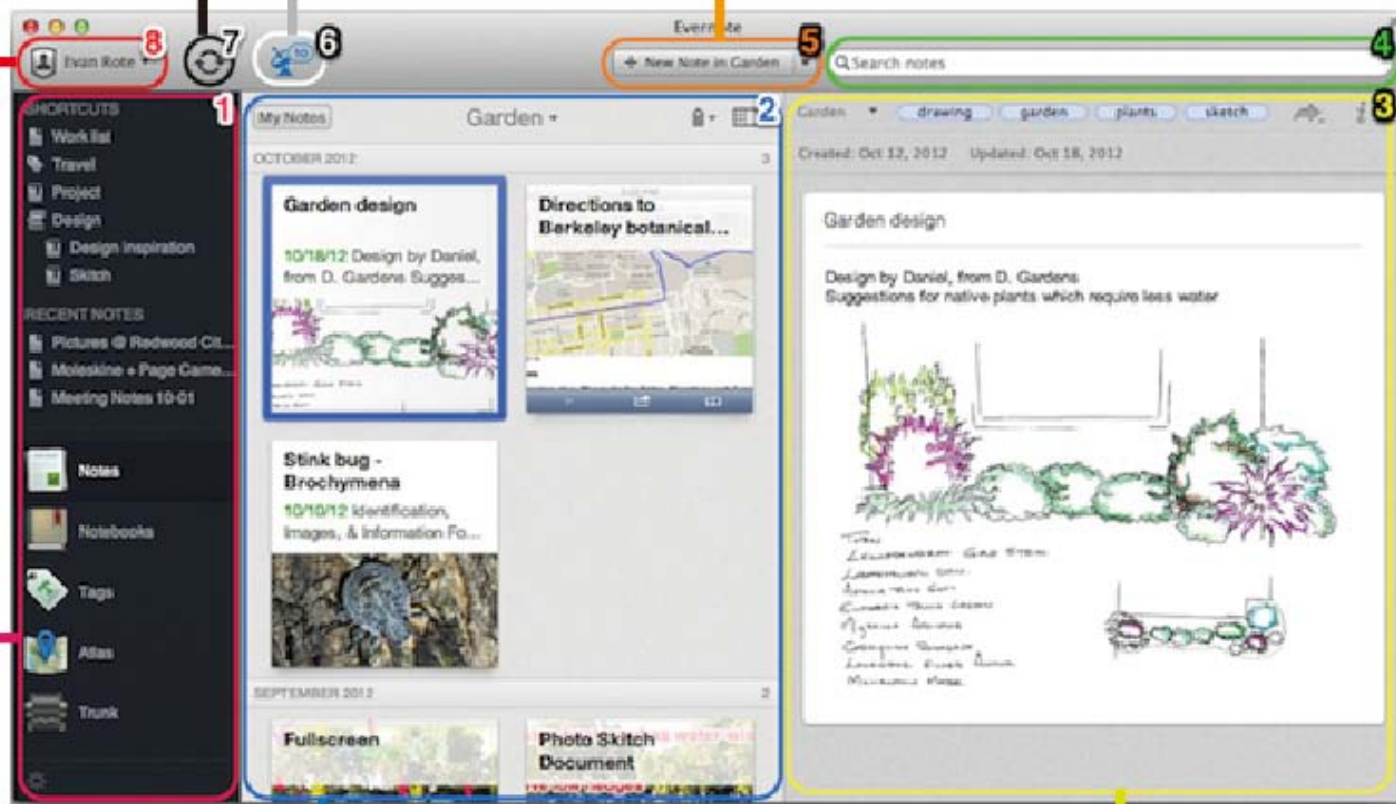 Evernote
8
7
6
10
5
4
Evan Rote
New Note in Garden
Search notes
1
SHORTCUTS
Work list
Travel
Project
Design
Design inspiration
Skitch
RECENT NOTES
Pictures @ Redwood Cit...
Moleskine + Page Came...
Meeting Notes 10-01
Notes
Notebooks
Tags
Atlas
Trunk
2
My Notes
Garden
OCTOBER 2012
3
Garden design
10/18/12 Design by Daniel,
from D. Gardens Sugges...
Directions to
Berkeley botanical...
Stink bug -
Brochymena
10/10/12 Identification,
Images, & Information Fo...
SEPTEMBER 2012
2
Fullscreen
Photo Skitch
Document
3
Garden drawing garden plants sketch
Created: Oct 12, 2012 Updated: Oct 18, 2012
Garden design
Design by Daniel, from D. Gardens
Suggestions for native plants which require less water